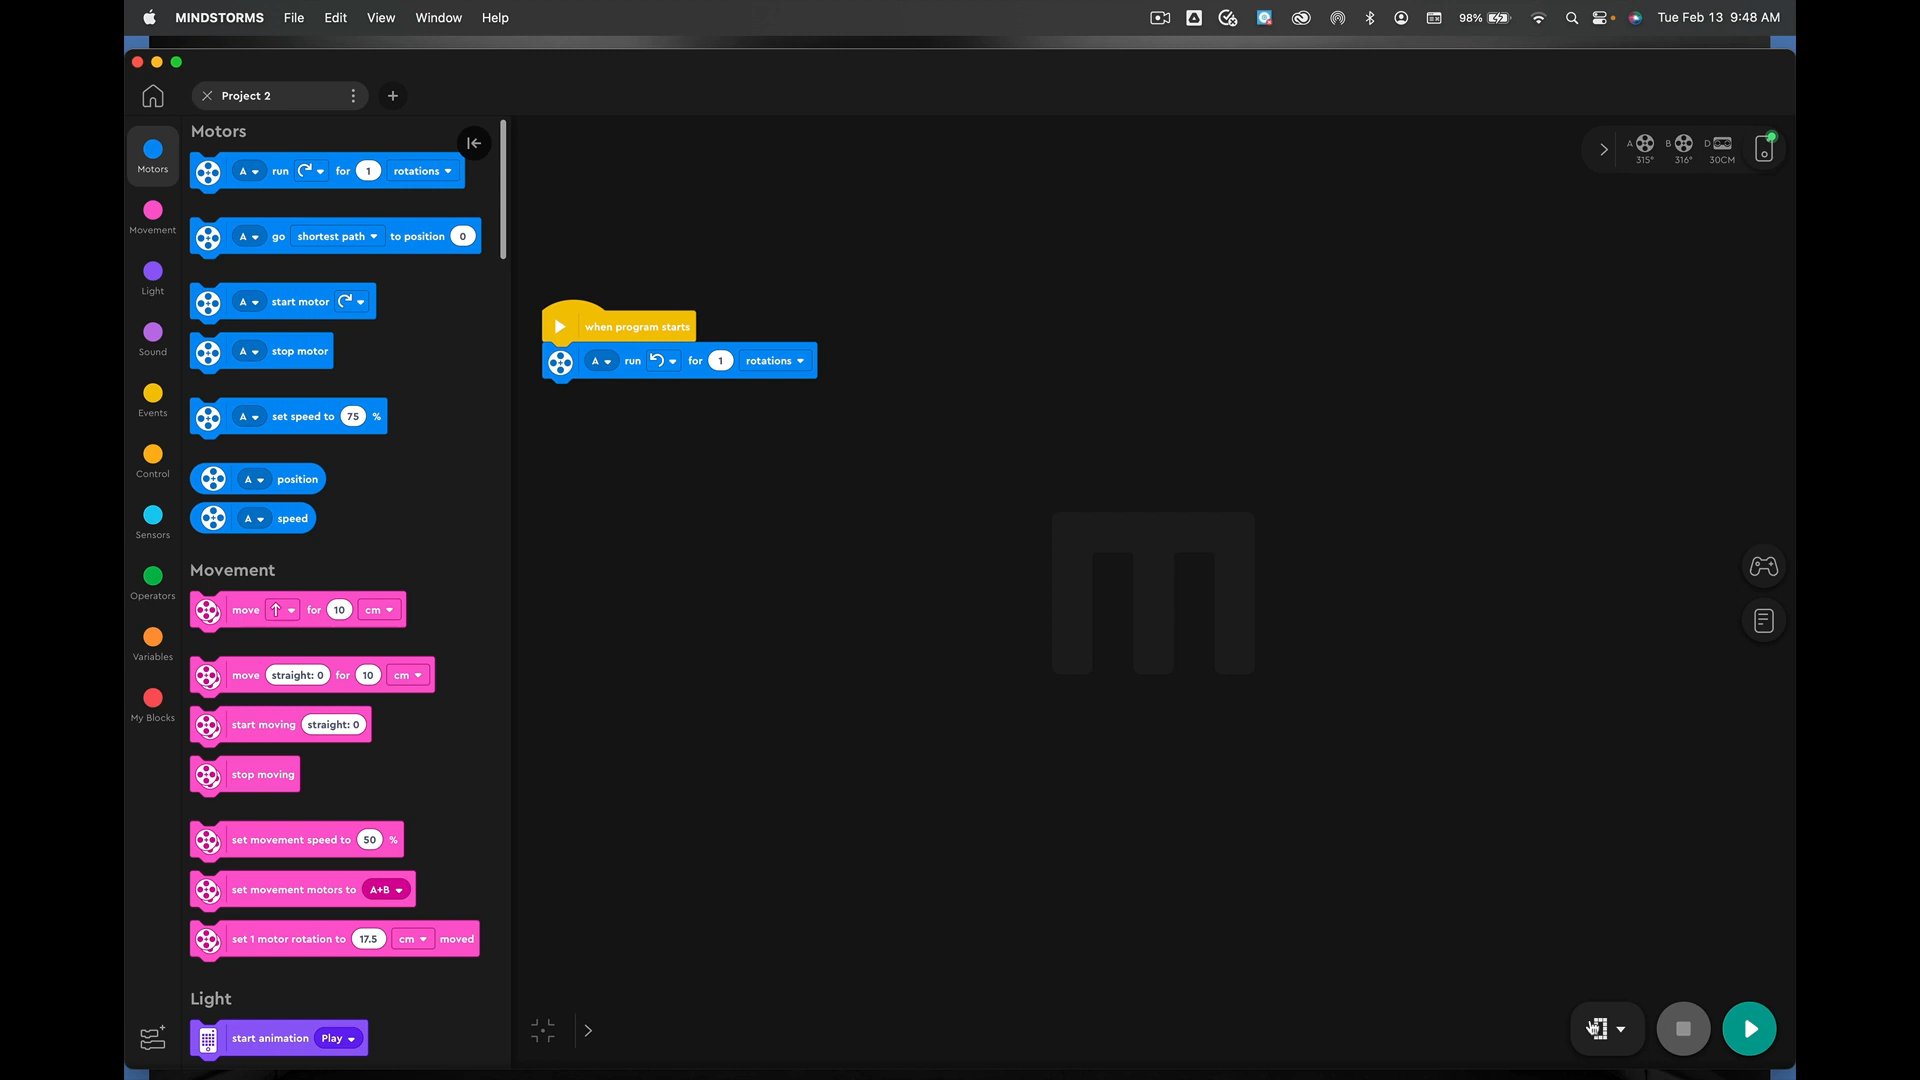 MINDSTORMS File Edit View Window Help 98% Tue Feb 13 9:48 AM
Project 2
Motors
Movement
Light
Sound
Events
Control
Sensors
Operators
Variables
My Blocks
Motors
A run for 1 rotations
A go shortest path to position 0
A start motor
A stop motor
A set speed to 75 %
A position
A speed
Movement
move for 10 cm
move straight: 0 for 10 cm
start moving straight: 0
stop moving
set movement speed to 50 %
set movement motors to A+B
set 1 motor rotation to 17.5 cm moved
Light
start animation Play
when program starts
A run for 1 rotations
A B D
315° 316° 30CM